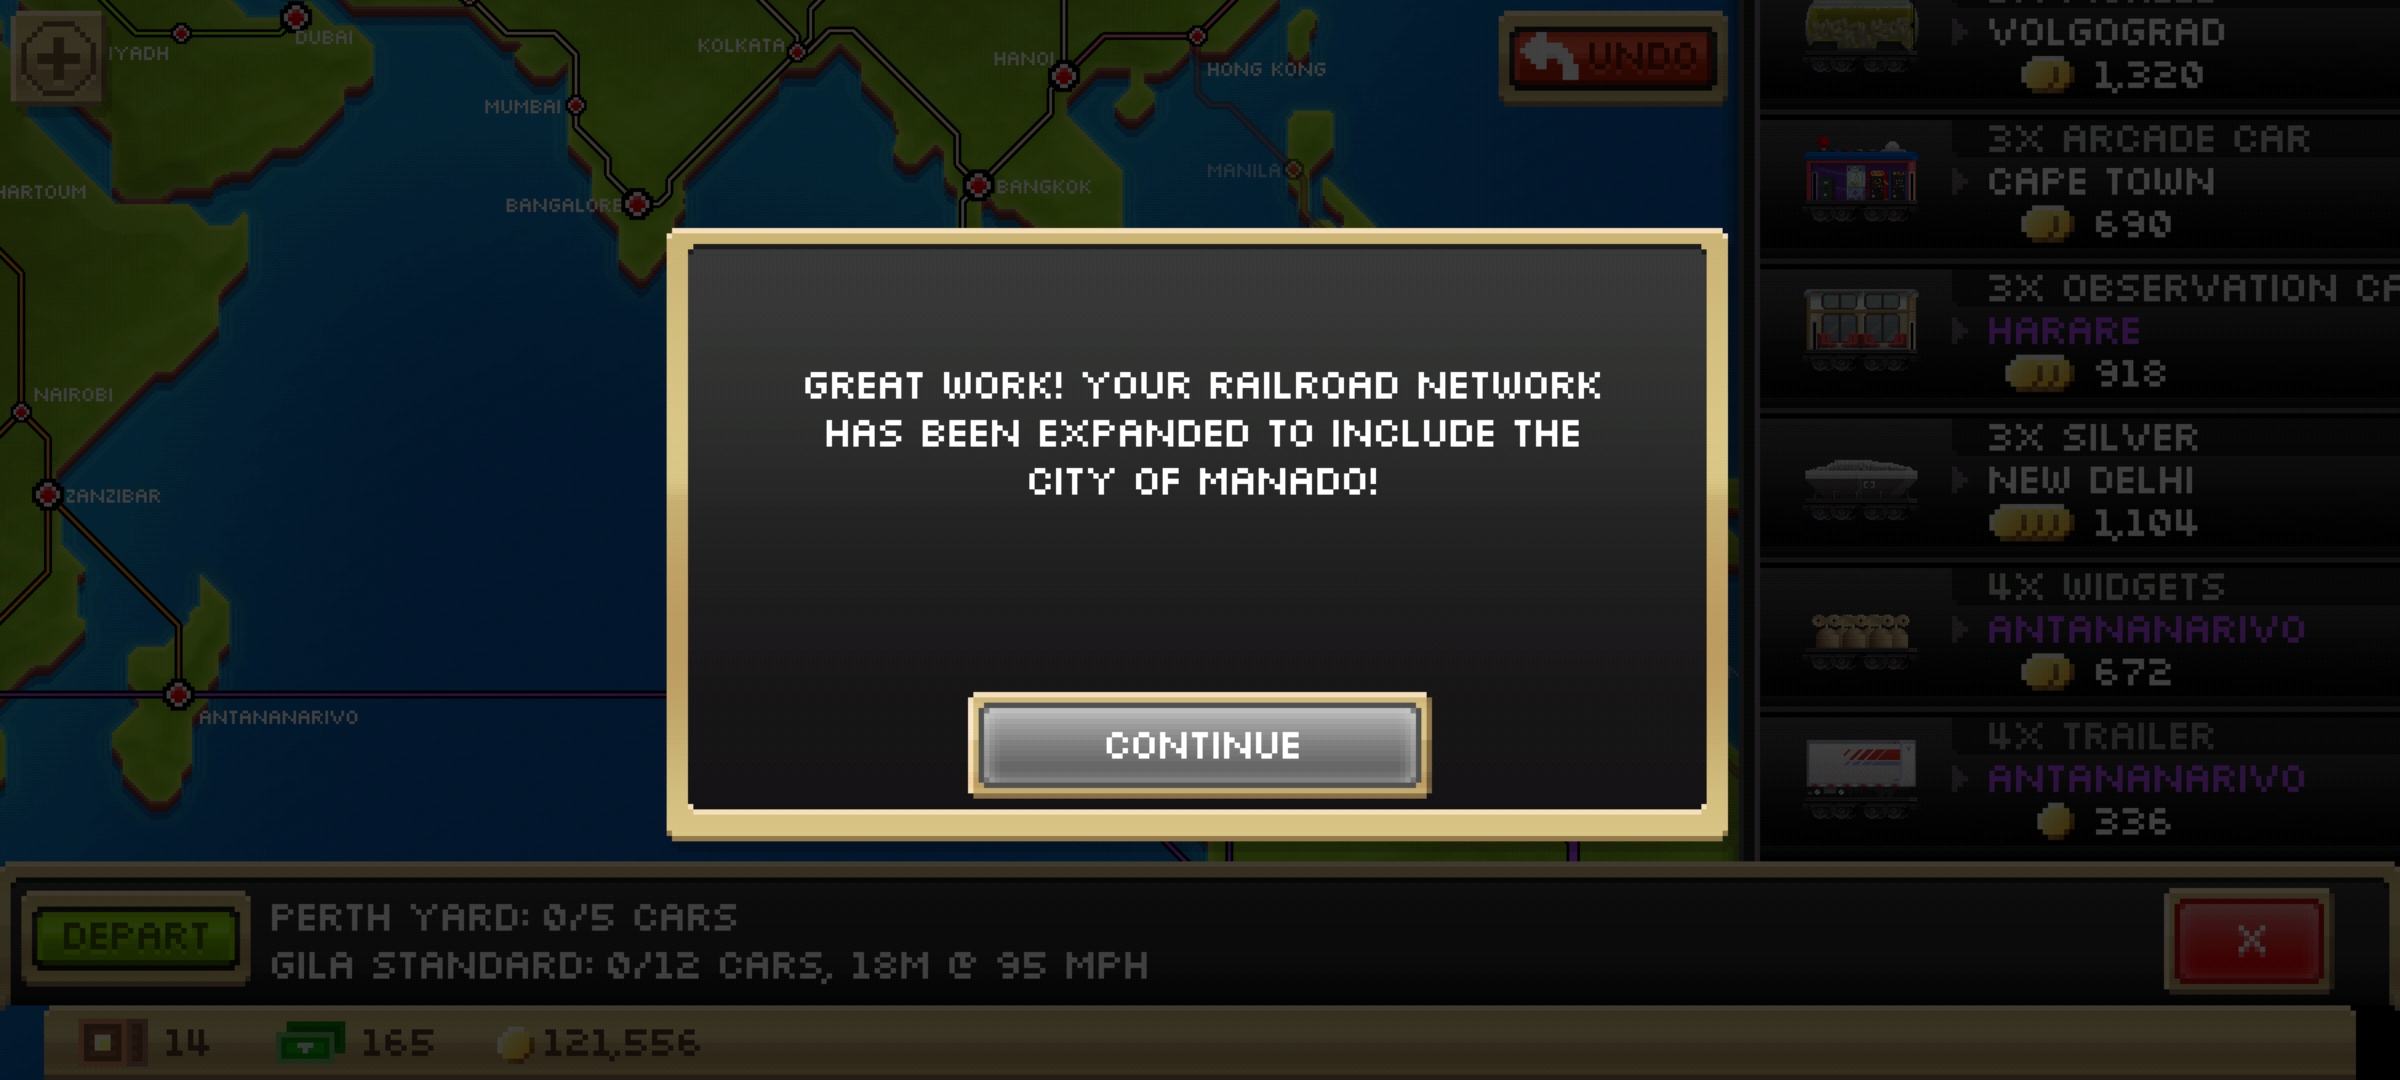 IYADH
DUBAI
KOLKATA
HANOI
HONG KONG
MUMBAI
MANILA
HARTOUM
BANGKOK
BANGALORE
NAIROBI
ZANZIBAR
ANTANANARIVO
UNDO
VOLGOGRAD
1,320
3X ARCADE CAR
CAPE TOWN
690
3X OBSERVATION CA
HARARE
918
3X SILVER
NEW DELHI
1,104
4X WIDGETS
ANTANANARIVO
672
4X TRAILER
ANTANANARIVO
336
GREAT WORK! YOUR RAILROAD NETWORK
HAS BEEN EXPANDED TO INCLUDE THE
CITY OF MANADO!
CONTINUE
DEPART
PERTH YARD: 0/5 CARS
GILA STANDARD: 0/12 CARS, 18M @ 95 MPH
X
14
165
121,556